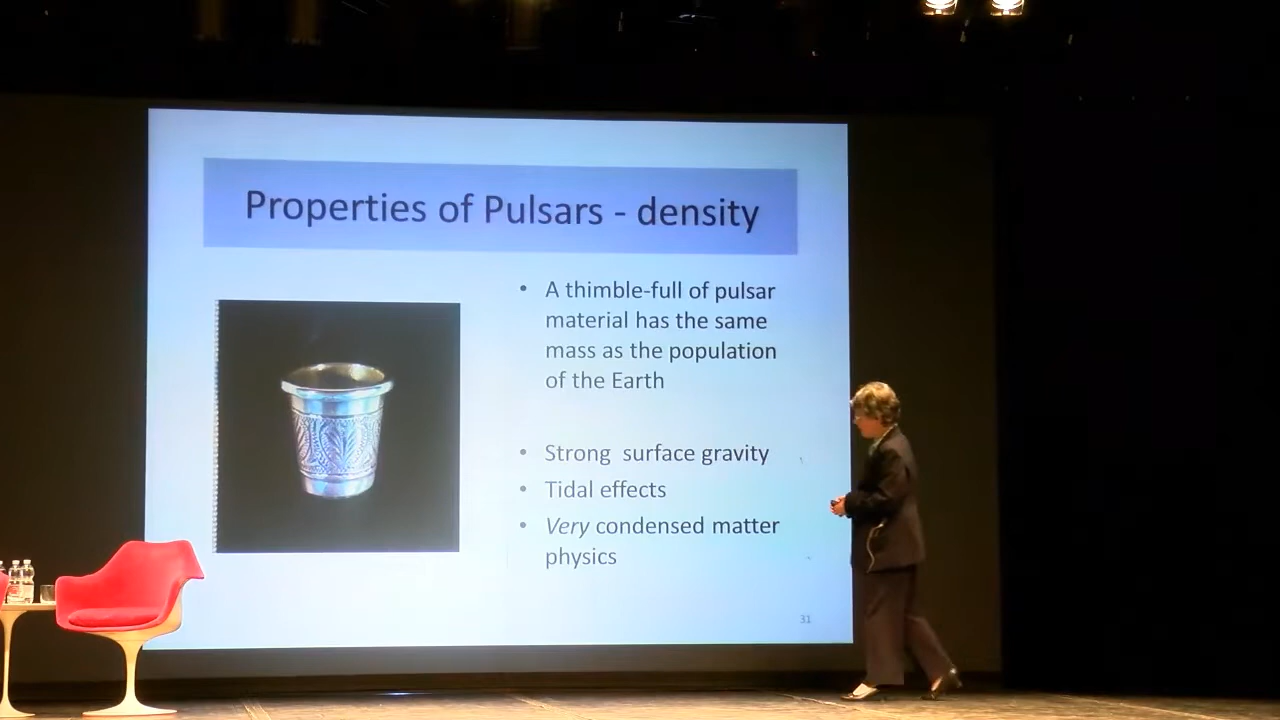 Properties of Pulsars - density
• A thimble-full of pulsar
material has the same
mass as the population
of the Earth
• Strong surface gravity
• Tidal effects
• Very condensed matter
physics
31